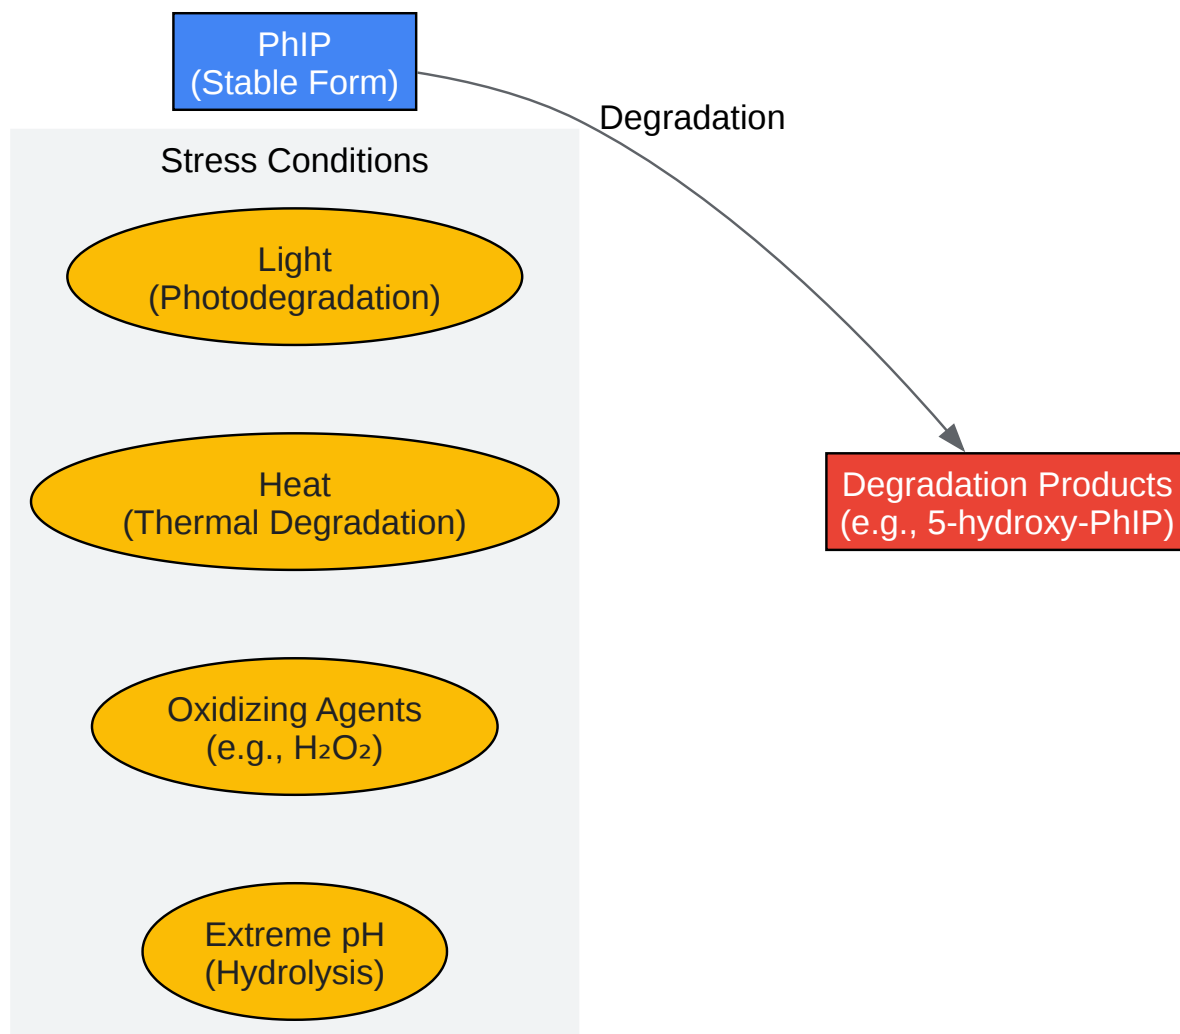 PhIP
(Stable Form)
Degradation
Stress Conditions
Light
(Photodegradation)
Heat
(Thermal Degradation)
Degradation Products
(e.g., 5-hydroxy-PhIP)
Oxidizing Agents
(e.g., H₂O₂)
Extreme pH
(Hydrolysis)